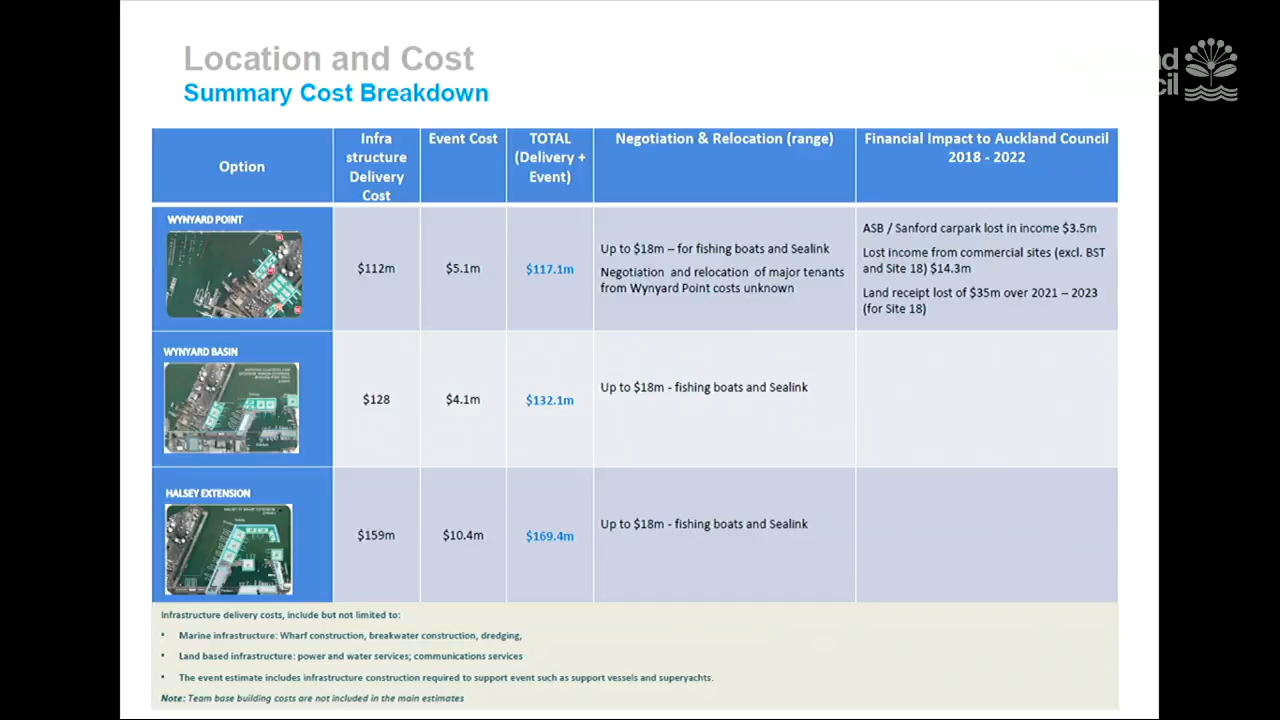 Location and Cost
Summary Cost Breakdown
nd
cil
Option
Infra
structure
Delivery
Cost
Event Cost
TOTAL
(Delivery +
Event)
Negotiation & Relocation (range)
Financial Impact to Auckland Council
2018 - 2022
WYNYARD POINT
$112m
$5.1m
$117.1m
Up to $18m – for fishing boats and Sealink
Negotiation and relocation of major tenants
from Wynyard Point costs unknown
ASB / Sanford carpark lost in income $3.5m
Lost income from commercial sites (excl. BST
and Site 18) $14.3m
Land receipt lost of $35m over 2021 – 2023
(for Site 18)
WYNYARD BASIN
$128
$4.1m
$132.1m
Up to $18m - fishing boats and Sealink
HALSEY EXTENSION
$159m
$10.4m
$169.4m
Up to $18m - fishing boats and Sealink
Infrastructure delivery costs, include but not limited to:
• Marine infrastructure: Wharf construction, breakwater construction, dredging,
• Land based infrastructure: power and water services; communications services
• The event estimate includes infrastructure construction required to support event such as support vessels and superyachts.
Note: Team base building costs are not included in the main estimates